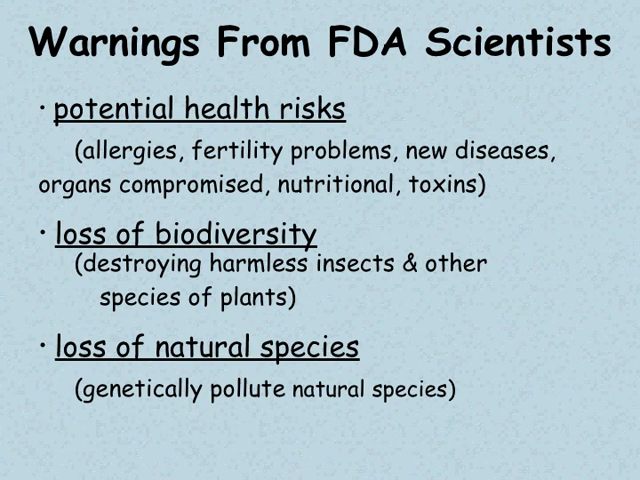 Warnings From FDA Scientists
• potential health risks
(allergies, fertility problems, new diseases,
organs compromised, nutritional, toxins)
• loss of biodiversity
(destroying harmless insects & other
species of plants)
• loss of natural species
(genetically pollute natural species)